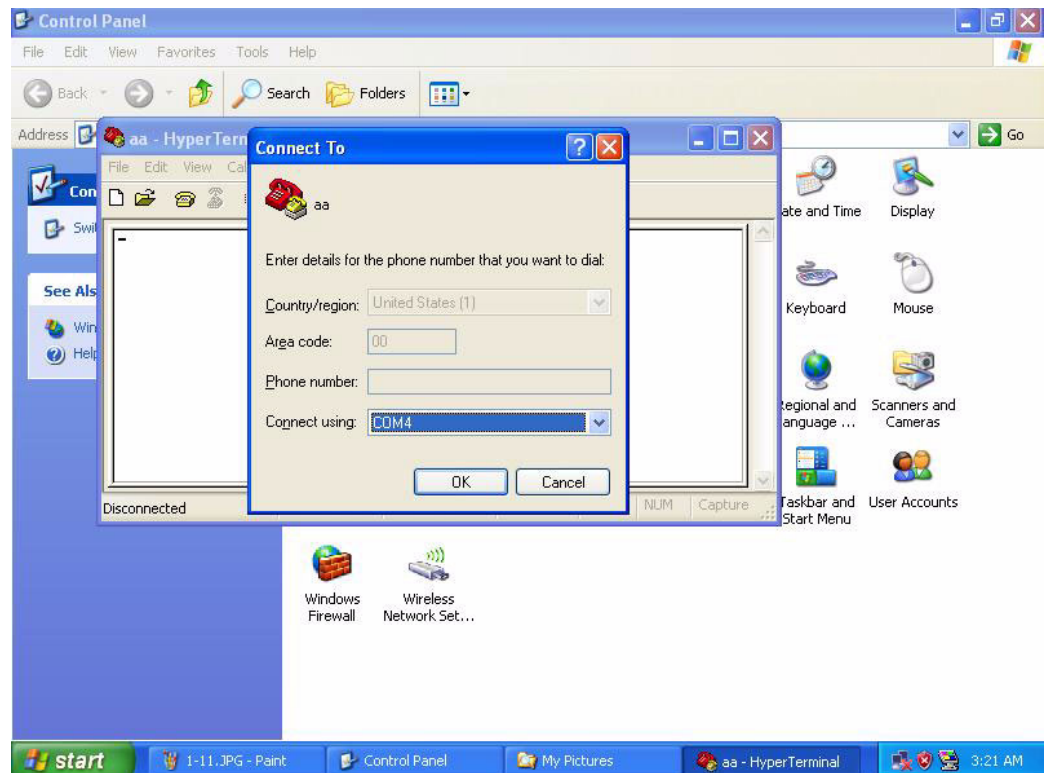 Control Panel
File Edit View Favorites Tools Help
Back Search Folders
Address Go
aa - HyperTerm
Connect To
File Edit View Cal
aa
Con
Swi
Enter details for the phone number that you want to dial:
Country/region: United States (1)
Area code: 00
Phone number:
Connect using: COM4
OK Cancel
See Als
Win
Help
Disconnected NUM Capture
ate and Time Display
Keyboard Mouse
Regional and
anguage ...
Scanners and
Cameras
Taskbar and
Start Menu
User Accounts
Windows
Firewall
Wireless
Network Set...
start 1-11.JPG - Paint Control Panel My Pictures aa - HyperTerminal 3:21 AM